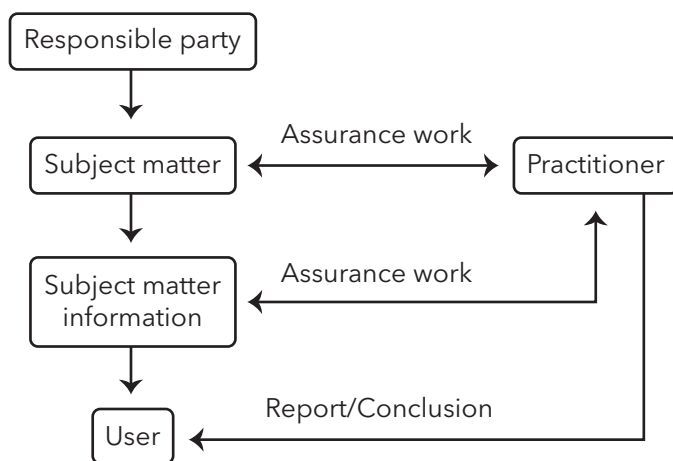 Responsible party
Assurance work
Subject matter
Practitioner
Subject matter
information
Assurance work
Report/Conclusion
User